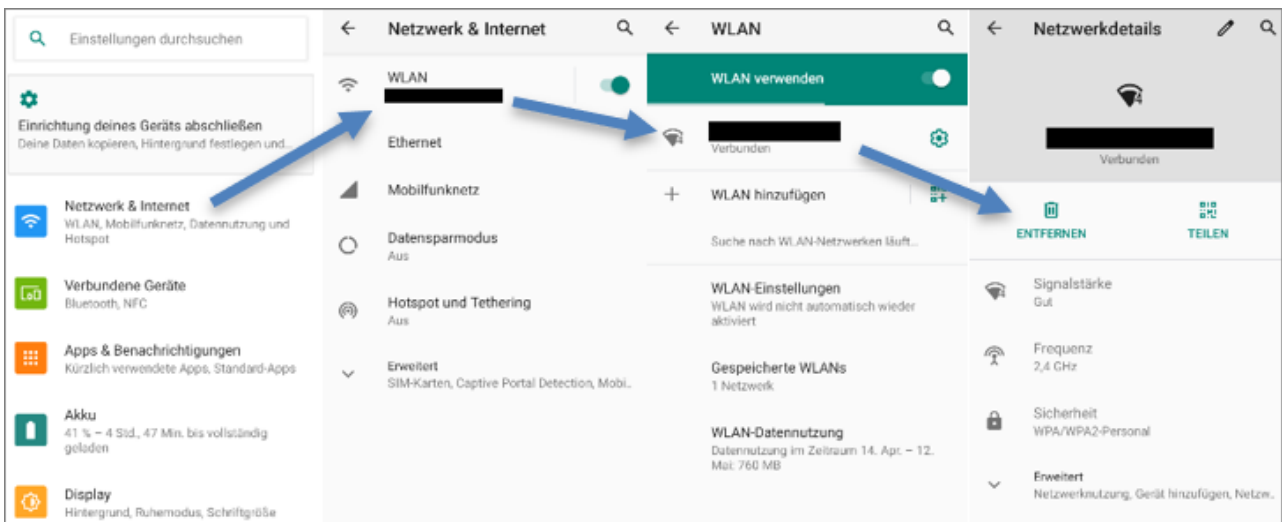 Einstellungen durchsuchen
Einrichtung deines Geräts abschließen
Deine Daten kopieren, Hintergrund festlegen und...
Netzwerk & Internet
WLAN, Mobilfunknetz, Datennutzung und
Hotspot
Verbundene Geräte
Bluetooth, NFC
Apps & Benachrichtigungen
Kürzlich verwendete Apps, Standard-Apps
Akku
41 % – 4 Std., 47 Min. bis vollständig
geladen
Display
Hintergrund, Ruhemodus, Schriftgröße
Netzwerk & Internet
WLAN
Ethernet
Mobilfunknetz
Datensparmodus
Aus
Hotspot und Tethering
Aus
Erweitert
SIM-Karten, Captive Portal Detection, Mobi..
WLAN
WLAN verwenden
Verbunden
WLAN hinzufügen
Suche nach WLAN-Netzwerken läuft...
WLAN-Einstellungen
WLAN wird nicht automatisch wieder
aktiviert
Gespeicherte WLANs
1 Netzwerk
WLAN-Datennutzung
Datennutzung im Zeitraum 14. Apr. – 12.
Mai: 760 MB
Netzwerkdetails
4
Verbunden
ENTFERNEN
TEILEN
Signalstärke
Gut
Frequenz
2,4 GHz
Sicherheit
WPA/WPA2-Personal
Erweitert
Netzwerknutzung, Gerät hinzufügen, Netzw..